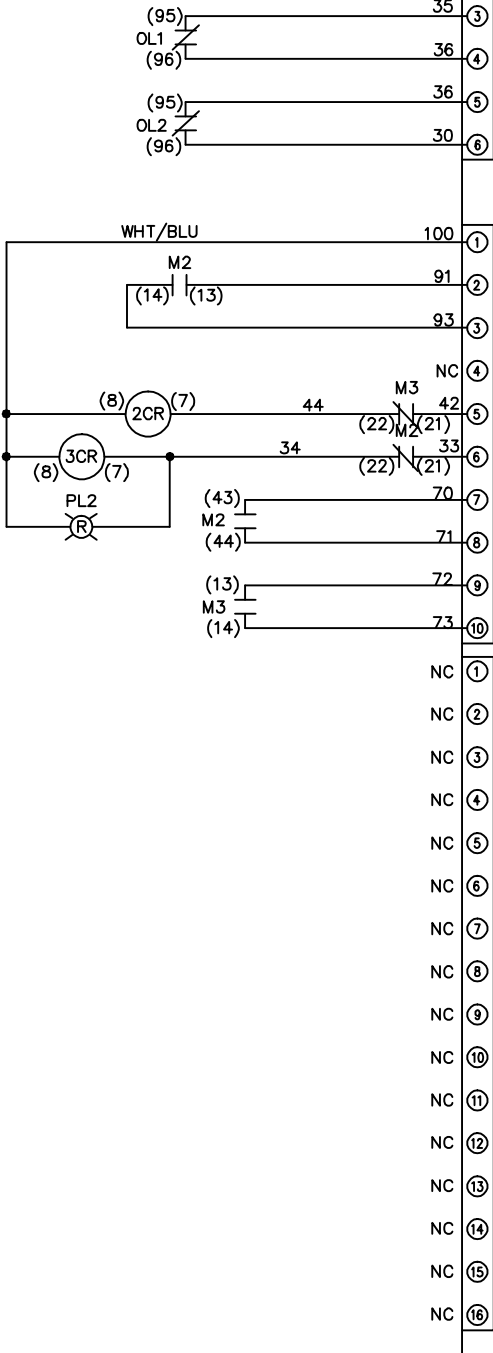 (95) 35 3
OL1
(96) 36 4
(95) 36 5
OL2
(96) 30 6
WHT/BLU 100 1
M2 91 2
(14) (13)
93 3
NC 4
M3
(8) 2CR (7) 44 (22) (21) 42 5
M2
(8) 3CR (7) 34 (22) (21) 33 6
PL2
R
(43) 70 7
M2
(44) 71 8
(13) 72 9
M3
(14) 73 10
NC 1
NC 2
NC 3
NC 4
NC 5
NC 6
NC 7
NC 8
NC 9
NC 10
NC 11
NC 12
NC 13
NC 14
NC 15
NC 16